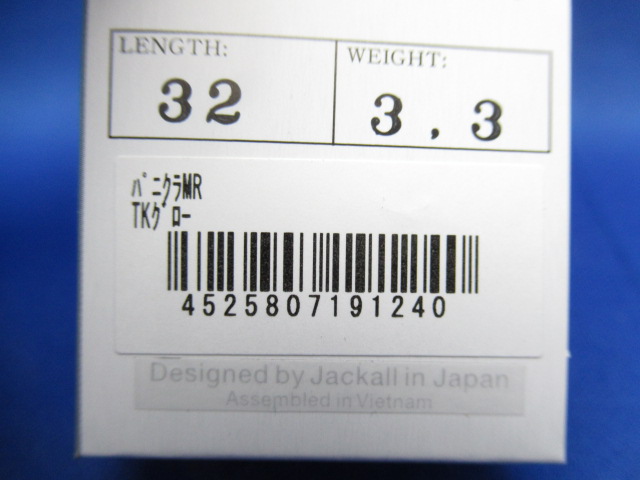 LENGTH:
32
WEIGHT:
3.3
ﾊﾟﾆｸﾗMR
TKｸﾞﾛｰ
4525807191240
Designed by Jackall in Japan
Assembled in Vietnam